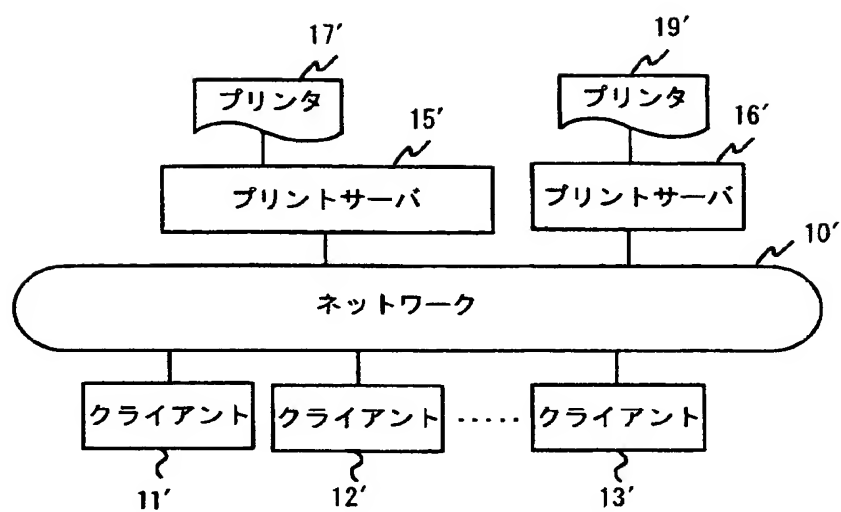 17′
19′
プリンタ
プリンタ
15′
16′
プリントサーバ
プリントサーバ
10′
ネットワーク
クライアント
クライアント
.....
クライアント
11′
12′
13′